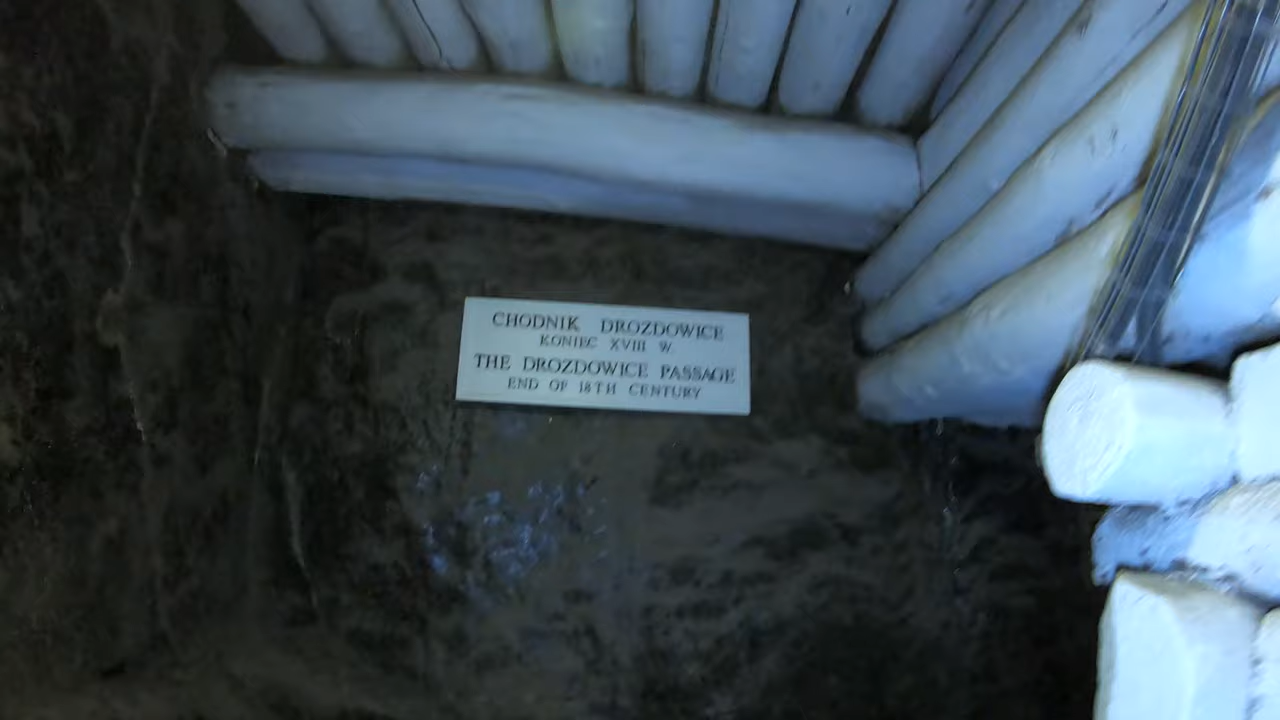 CHODNIK DROZDOWICE
KONIEC XVIII W.
THE DROZDOWICE PASSAGE
END OF 18TH CENTURY